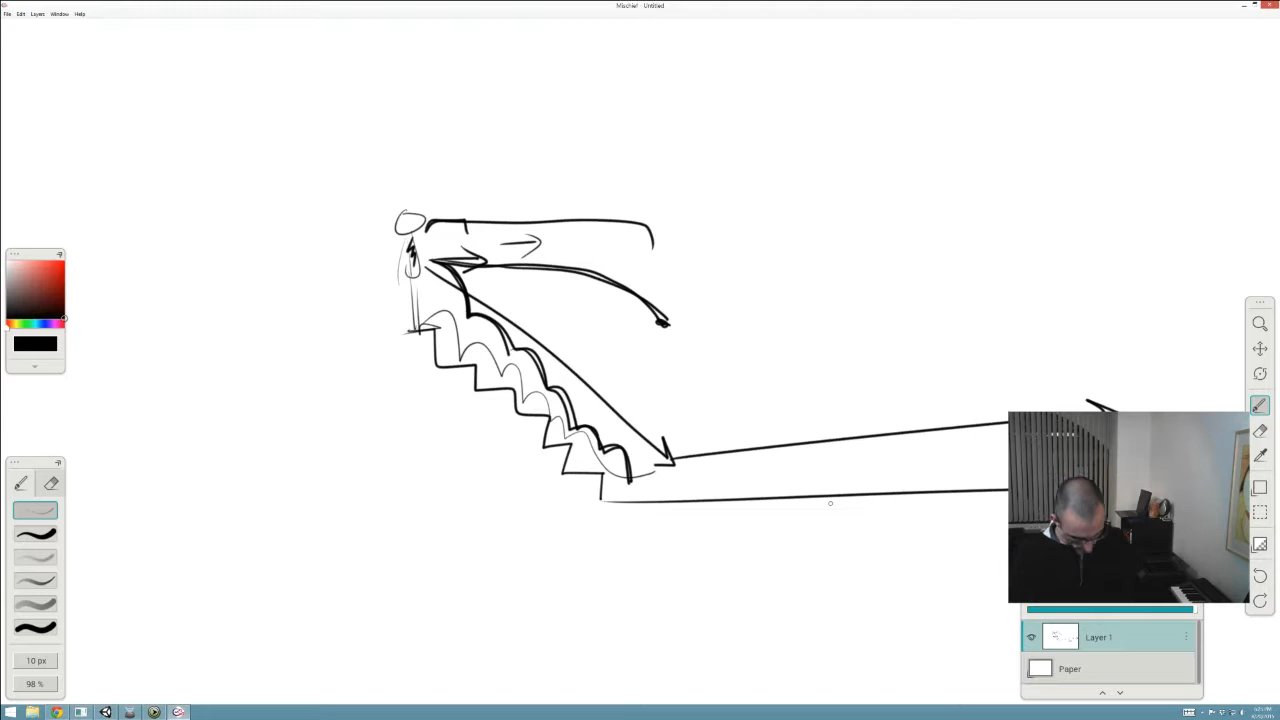 Mischief - Untitled
File Edit Layers Window Help
10 px
98 %
Layer 1
Paper